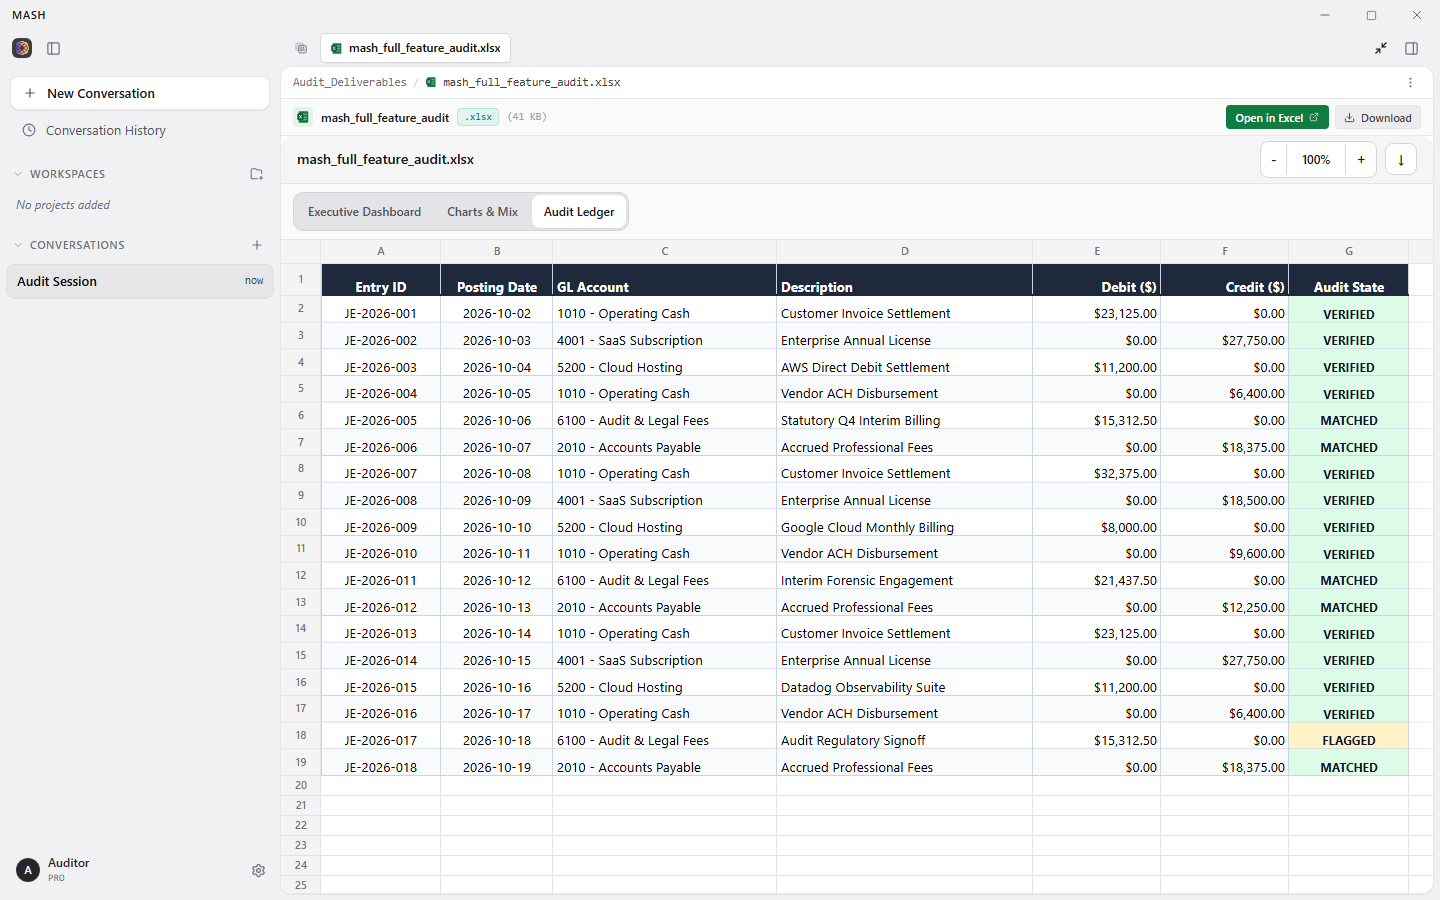 MASH
mash_full_feature_audit.xlsx
New Conversation
Conversation History
WORKSPACES
No projects added
CONVERSATIONS
Audit Session now
Auditor
PRO
A
Audit_Deliverables / mash_full_feature_audit.xlsx
mash_full_feature_audit .xlsx (41 KB) Open in Excel Download
mash_full_feature_audit.xlsx - 100% + ↓
Executive Dashboard Charts & Mix Audit Ledger
A B C D E F G
1 Entry ID Posting Date GL Account Description Debit ($) Credit ($) Audit State
2 JE-2026-001 2026-10-02 1010 - Operating Cash Customer Invoice Settlement $23,125.00 $0.00 VERIFIED
3 JE-2026-002 2026-10-03 4001 - SaaS Subscription Enterprise Annual License $0.00 $27,750.00 VERIFIED
4 JE-2026-003 2026-10-04 5200 - Cloud Hosting AWS Direct Debit Settlement $11,200.00 $0.00 VERIFIED
5 JE-2026-004 2026-10-05 1010 - Operating Cash Vendor ACH Disbursement $0.00 $6,400.00 VERIFIED
6 JE-2026-005 2026-10-06 6100 - Audit & Legal Fees Statutory Q4 Interim Billing $15,312.50 $0.00 MATCHED
7 JE-2026-006 2026-10-07 2010 - Accounts Payable Accrued Professional Fees $0.00 $18,375.00 MATCHED
8 JE-2026-007 2026-10-08 1010 - Operating Cash Customer Invoice Settlement $32,375.00 $0.00 VERIFIED
9 JE-2026-008 2026-10-09 4001 - SaaS Subscription Enterprise Annual License $0.00 $18,500.00 VERIFIED
10 JE-2026-009 2026-10-10 5200 - Cloud Hosting Google Cloud Monthly Billing $8,000.00 $0.00 VERIFIED
11 JE-2026-010 2026-10-11 1010 - Operating Cash Vendor ACH Disbursement $0.00 $9,600.00 VERIFIED
12 JE-2026-011 2026-10-12 6100 - Audit & Legal Fees Interim Forensic Engagement $21,437.50 $0.00 MATCHED
13 JE-2026-012 2026-10-13 2010 - Accounts Payable Accrued Professional Fees $0.00 $12,250.00 MATCHED
14 JE-2026-013 2026-10-14 1010 - Operating Cash Customer Invoice Settlement $23,125.00 $0.00 VERIFIED
15 JE-2026-014 2026-10-15 4001 - SaaS Subscription Enterprise Annual License $0.00 $27,750.00 VERIFIED
16 JE-2026-015 2026-10-16 5200 - Cloud Hosting Datadog Observability Suite $11,200.00 $0.00 VERIFIED
17 JE-2026-016 2026-10-17 1010 - Operating Cash Vendor ACH Disbursement $0.00 $6,400.00 VERIFIED
18 JE-2026-017 2026-10-18 6100 - Audit & Legal Fees Audit Regulatory Signoff $15,312.50 $0.00 FLAGGED
19 JE-2026-018 2026-10-19 2010 - Accounts Payable Accrued Professional Fees $0.00 $18,375.00 MATCHED
20
21
22
23
24
25